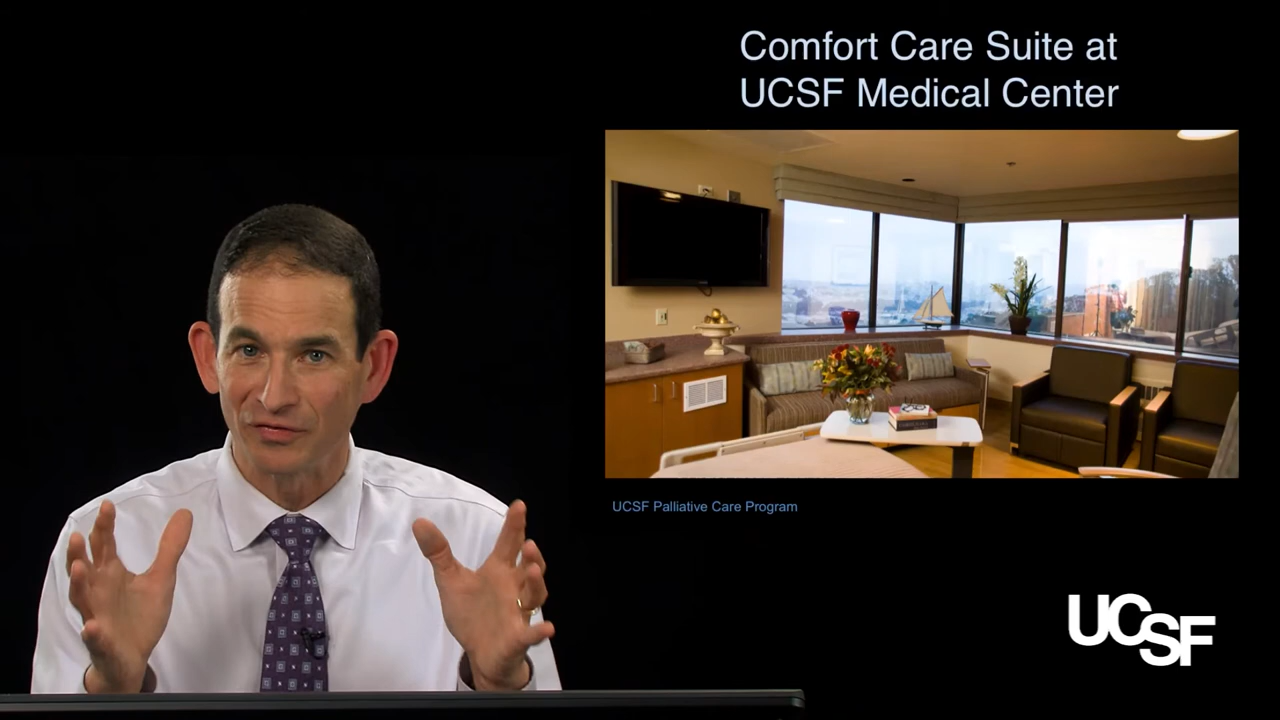 Comfort Care Suite at
UCSF Medical Center
UCSF Palliative Care Program
UCSF